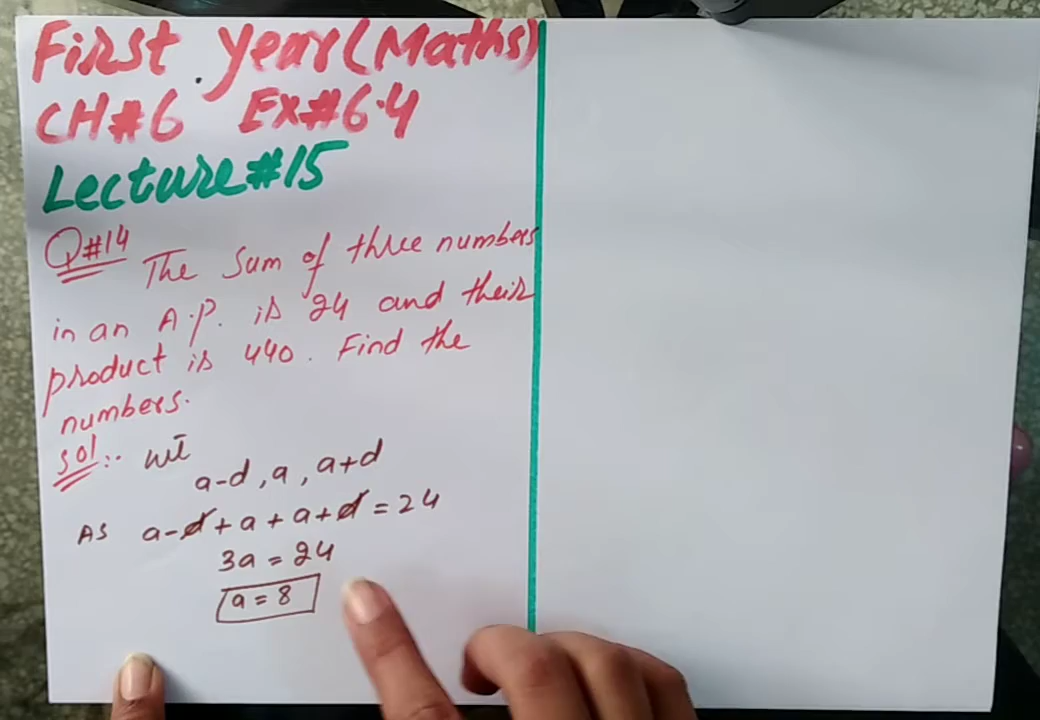 First year (Maths)
CH#6 Ex#6.4
Lecture#15
Q#14 The Sum of three numbers
in an A.P. is 24 and their
product is 440. Find the
numbers.
Sol:-
a-d, a, a+d
As a-d+a+a+d=24
3a=24
a=8